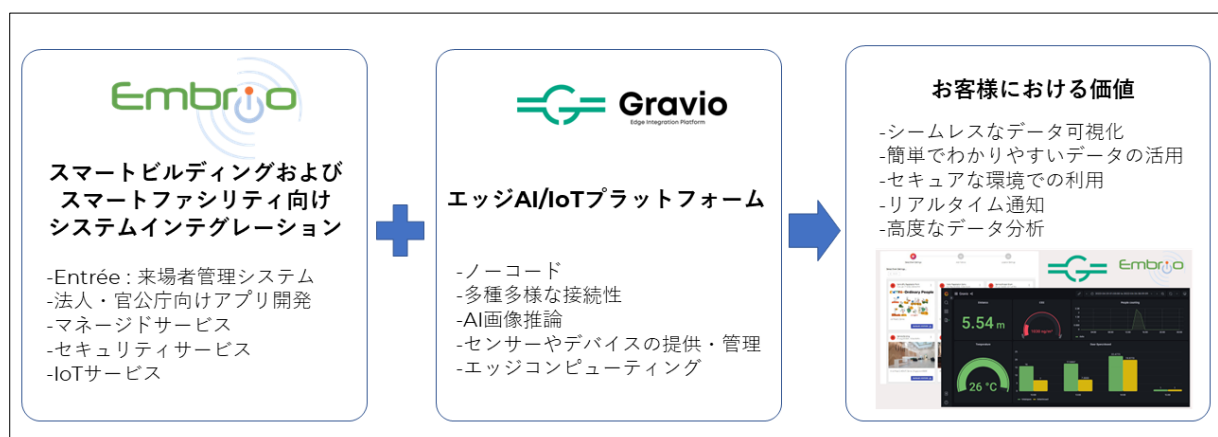 Embrio
スマートビルディングおよび
スマートファシリティ向け
システムインテグレーション
-Entrée : 来場者管理システム
-法人・官公庁向けアプリ開発
-マネージドサービス
-セキュリティサービス
-IoTサービス
Gravio
Edge Integration Platform
エッジAI/IoTプラットフォーム
-ノーコード
-多種多様な接続性
-AI画像推論
-センサーやデバイスの提供・管理
-エッジコンピューティング
お客様における価値
-シームレスなデータ可視化
-簡単でわかりやすいデータの活用
-セキュアな環境での利用
-リアルタイム通知
-高度なデータ分析
Embrio
5.54 m
26 °C